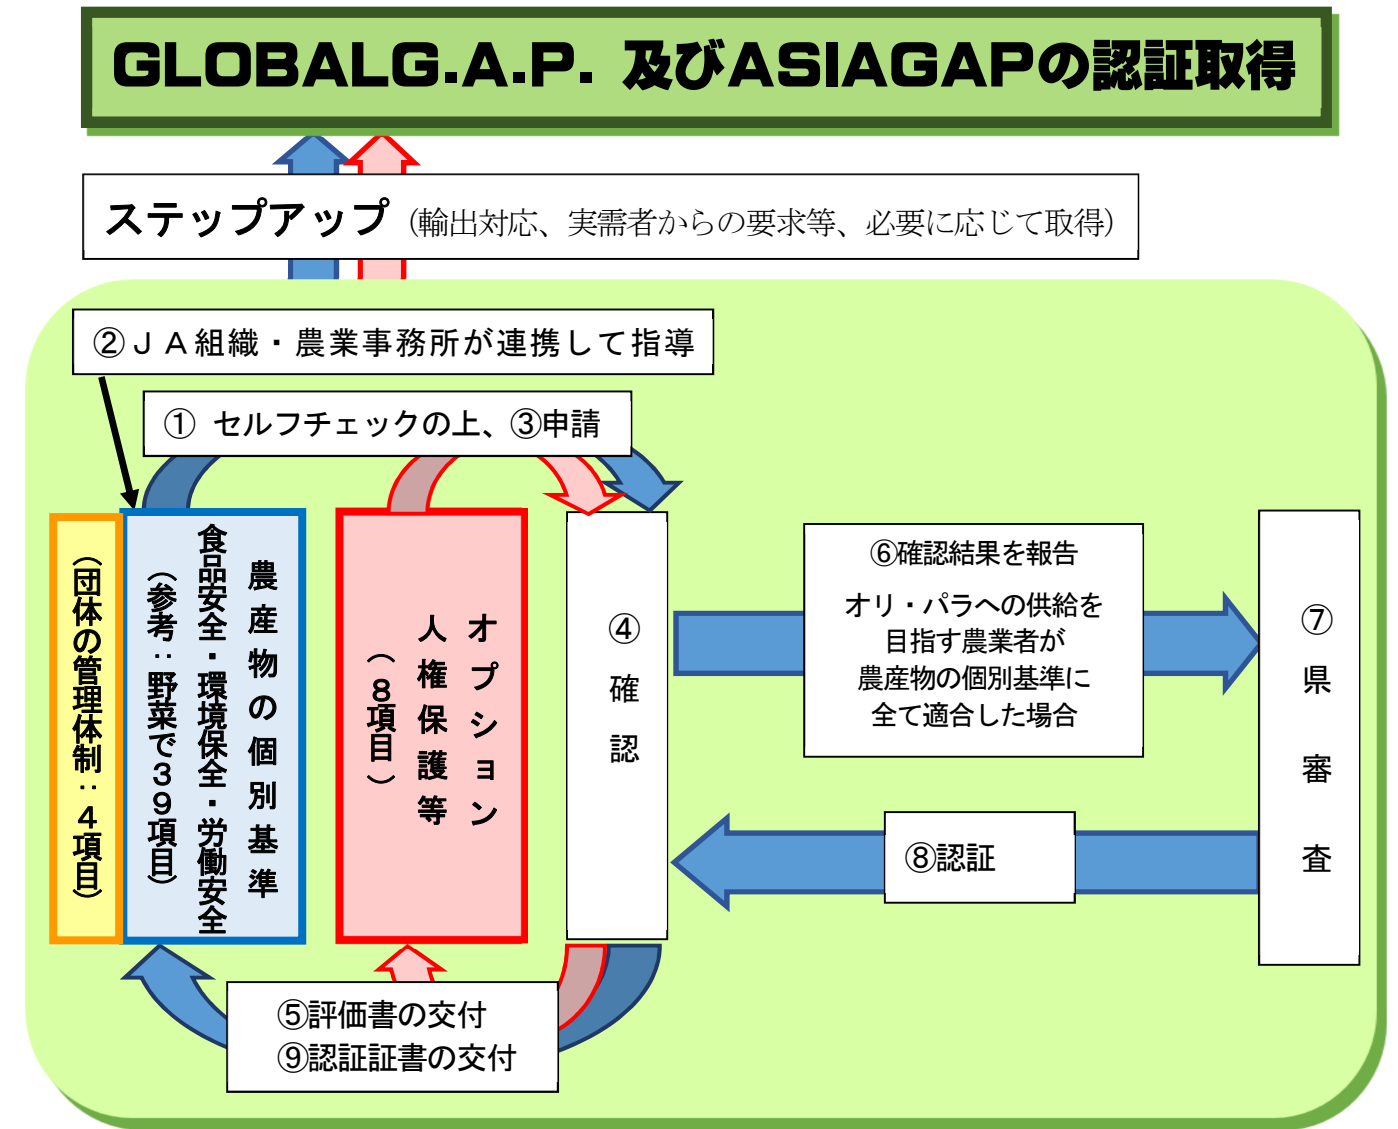 GLOBALG.A.P. 及びASIAGAPの認証取得
ステップアップ（輸出対応、実需者からの要求等、必要に応じて取得）
②ＪＡ組織・農業事務所が連携して指導
① セルフチェックの上、③申請
（団体の管理体制：４項目）
農産物の個別基準
食品安全・環境保全・労働安全
（参考：野菜で３９項目）
オプション
人権保護等
（８項目）
④確認
⑥確認結果を報告
オリ・パラへの供給を
目指す農業者が
農産物の個別基準に
全て適合した場合
⑦県審査
⑧認証
⑤評価書の交付
⑨認証証書の交付